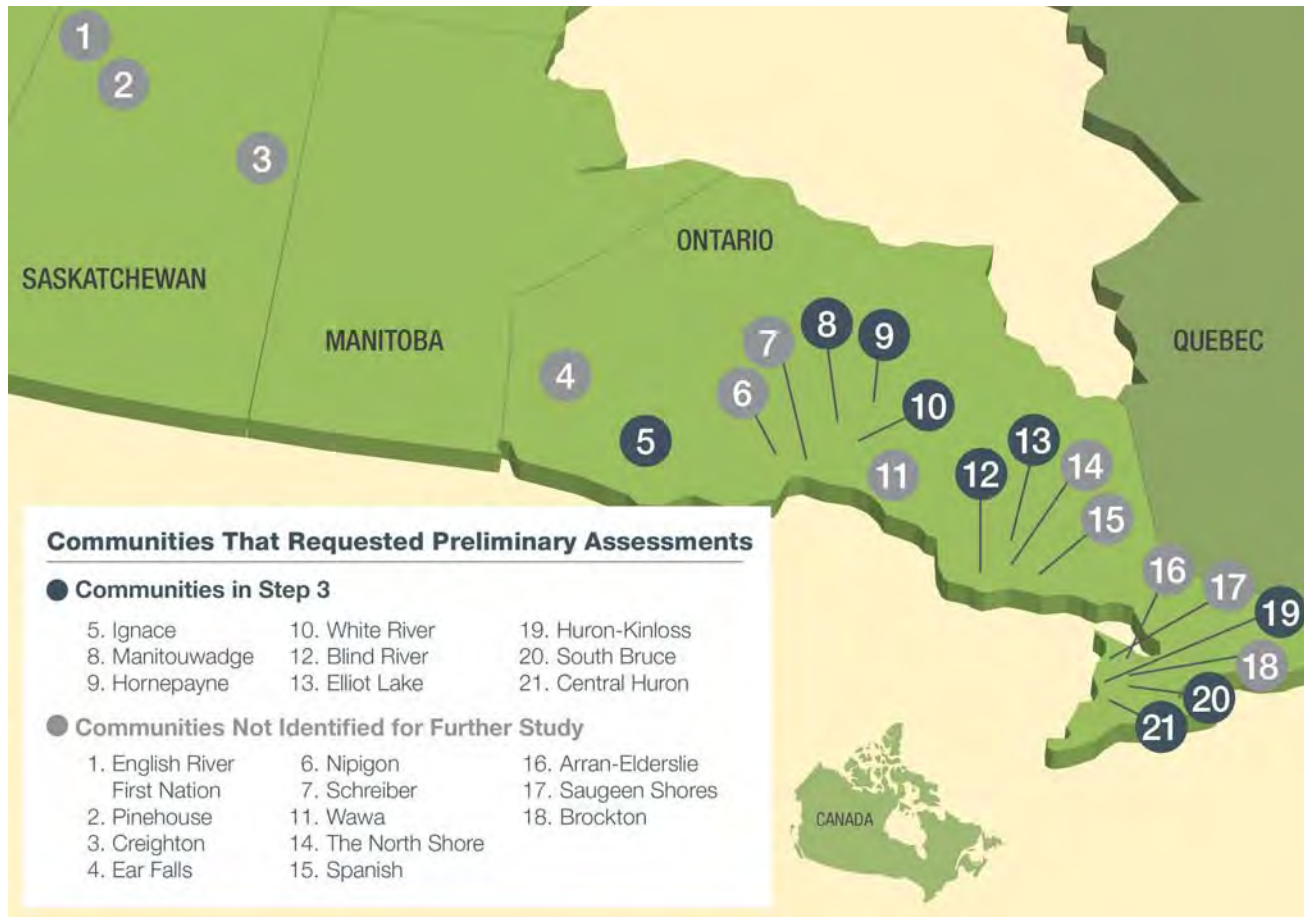 1
2
3
SASKATCHEWAN
MANITOBA
ONTARIO
QUEBEC
4
5
6
7
8
9
10
11
12
13
14
15
16
17
19
18
20
21
Communities That Requested Preliminary Assessments
Communities in Step 3
5. Ignace
8. Manitouwadge
9. Hornepayne
10. White River
12. Blind River
13. Elliot Lake
19. Huron-Kinloss
20. South Bruce
21. Central Huron
Communities Not Identified for Further Study
1. English River
First Nation
2. Pinehouse
3. Creighton
4. Ear Falls
6. Nipigon
7. Schreiber
11. Wawa
14. The North Shore
15. Spanish
16. Arran-Elderslie
17. Saugeen Shores
18. Brockton
CANADA